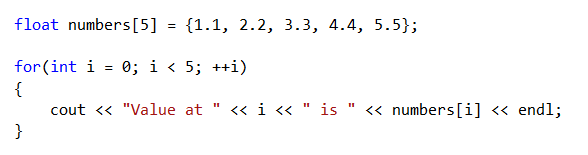 float numbers[5] = {1.1, 2.2, 3.3, 4.4, 5.5};
for(int i = 0; i < 5; ++i)
{
    cout << "Value at " << i << " is " << numbers[i] << endl;
}